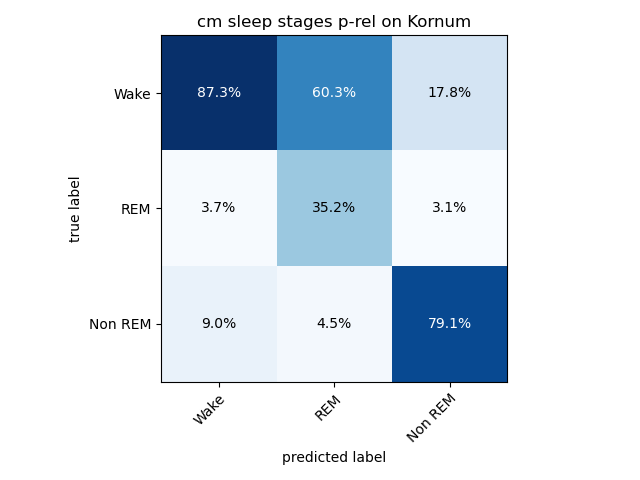 cm sleep stages p-rel on Kornum
Wake 87.3% 60.3% 17.8%
REM 3.7% 35.2% 3.1%
Non REM 9.0% 4.5% 79.1%
true label
Wake REM Non REM
predicted label